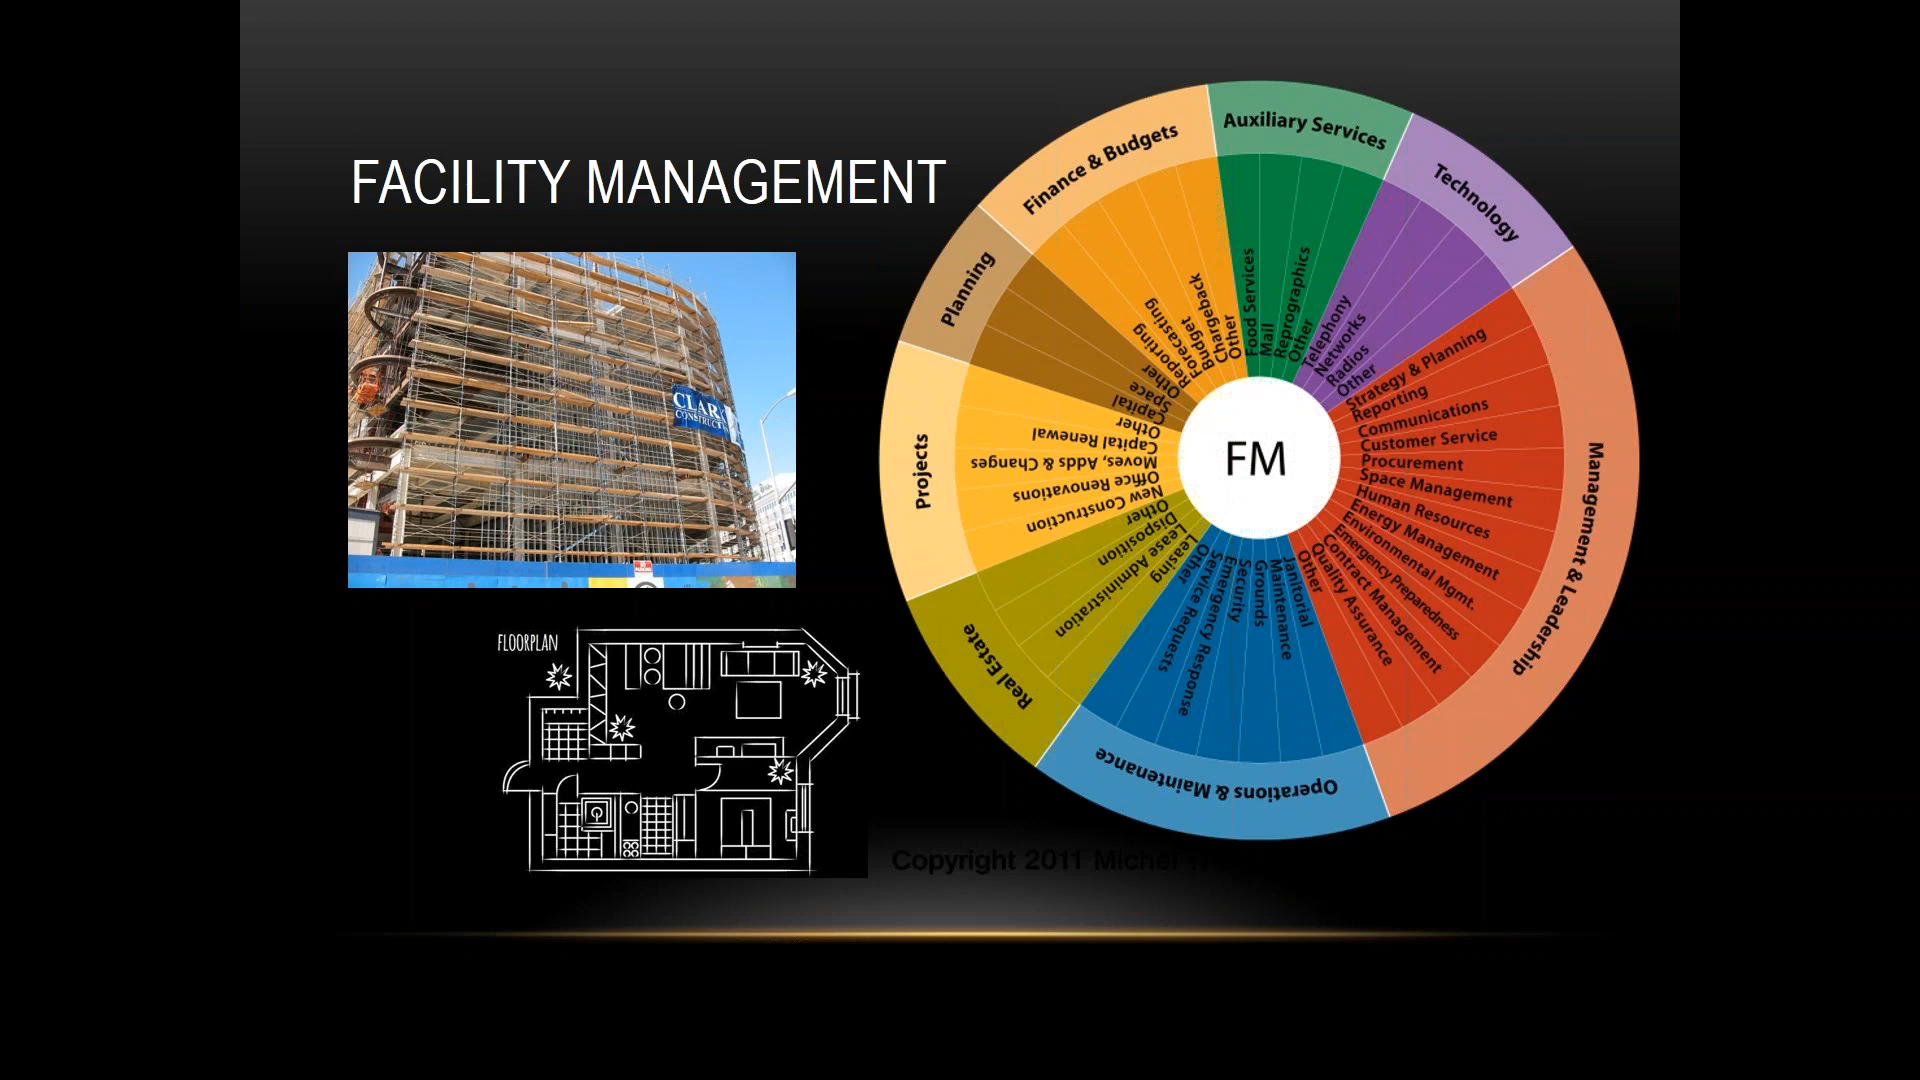 FACILITY MANAGEMENT
CLAR
CONSTRUCT
FLOORPLAN
FM
Auxiliary Services
Food Services
Mail
Reprographics
Other
Technology
Telephony
Networks
Radios
Other
Management & Leadership
Strategy & Planning
Reporting
Communications
Customer Service
Procurement
Space Management
Human Resources
Energy Management
Environmental Mgmt.
Emergency Preparedness
Contract Management
Quality Assurance
Other
Operations & Maintenance
Janitorial
Maintenance
Grounds
Security
Emergency Response
Service Requests
Other
Real Estate
Leasing
Lease Administration
Disposition
Other
Projects
New Construction
Office Renovations
Moves, Adds & Changes
Capital Renewal
Other
Planning
Capital
Space
Other
Finance & Budgets
Reporting
Forecasting
Budget
Chargeback
Other
Copyright 2011 Michel